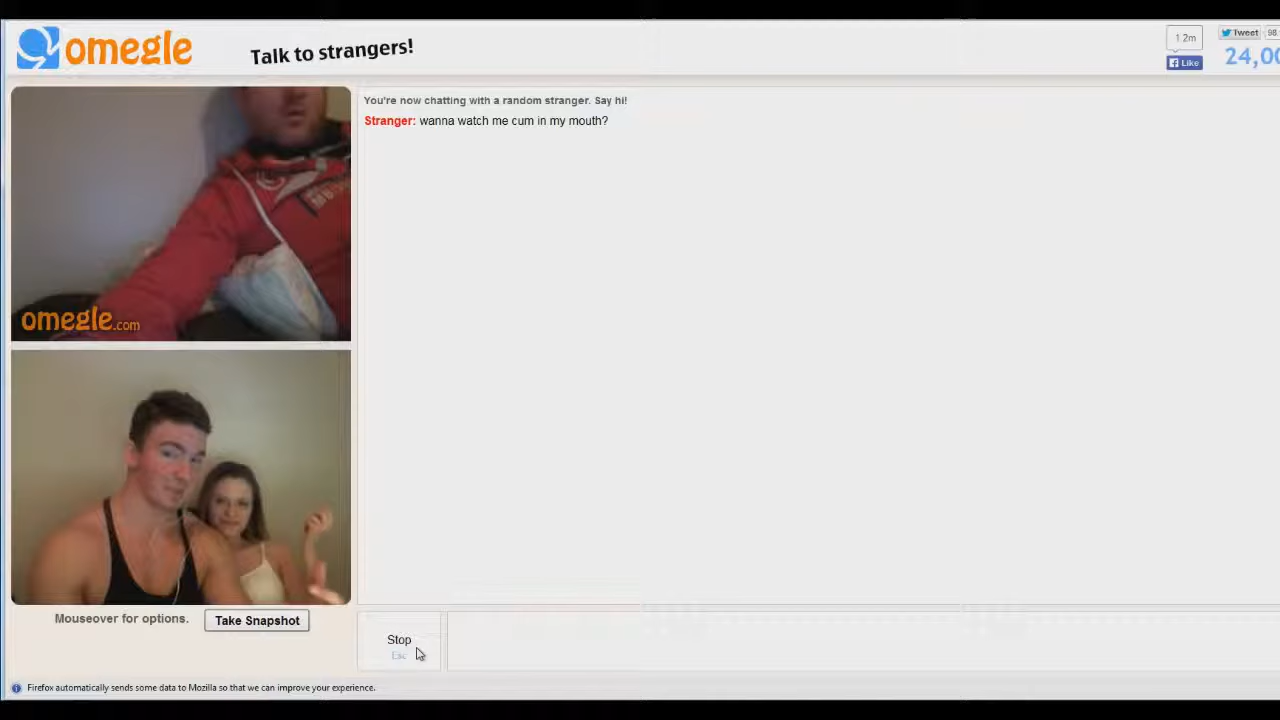 omegle
Talk to strangers!
1.2m
Tweet
Like
24,00
You're now chatting with a random stranger. Say hi!
Stranger: wanna watch me cum in my mouth?
omegle.com
Mouseover for options.
Take Snapshot
Stop
Esc
Firefox automatically sends some data to Mozilla so that we can improve your experience.